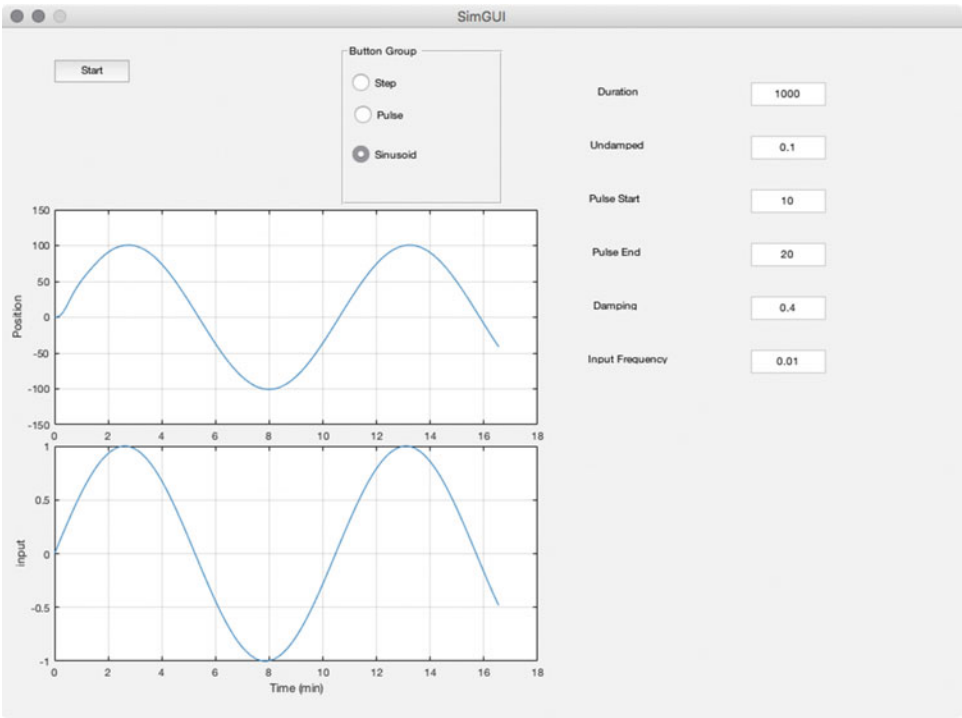 SimGUI
Start
Button Group
Step
Pulse
Sinusoid
Duration
1000
Undamped
0.1
Pulse Start
10
Pulse End
20
Damping
0.4
Input Frequency
0.01
150
100
50
0
-50
-100
-150
Position
0 2 4 6 8 10 12 14 16 18
1
0.5
0
-0.5
-1
input
0 2 4 6 8 10 12 14 16 18
Time (min)